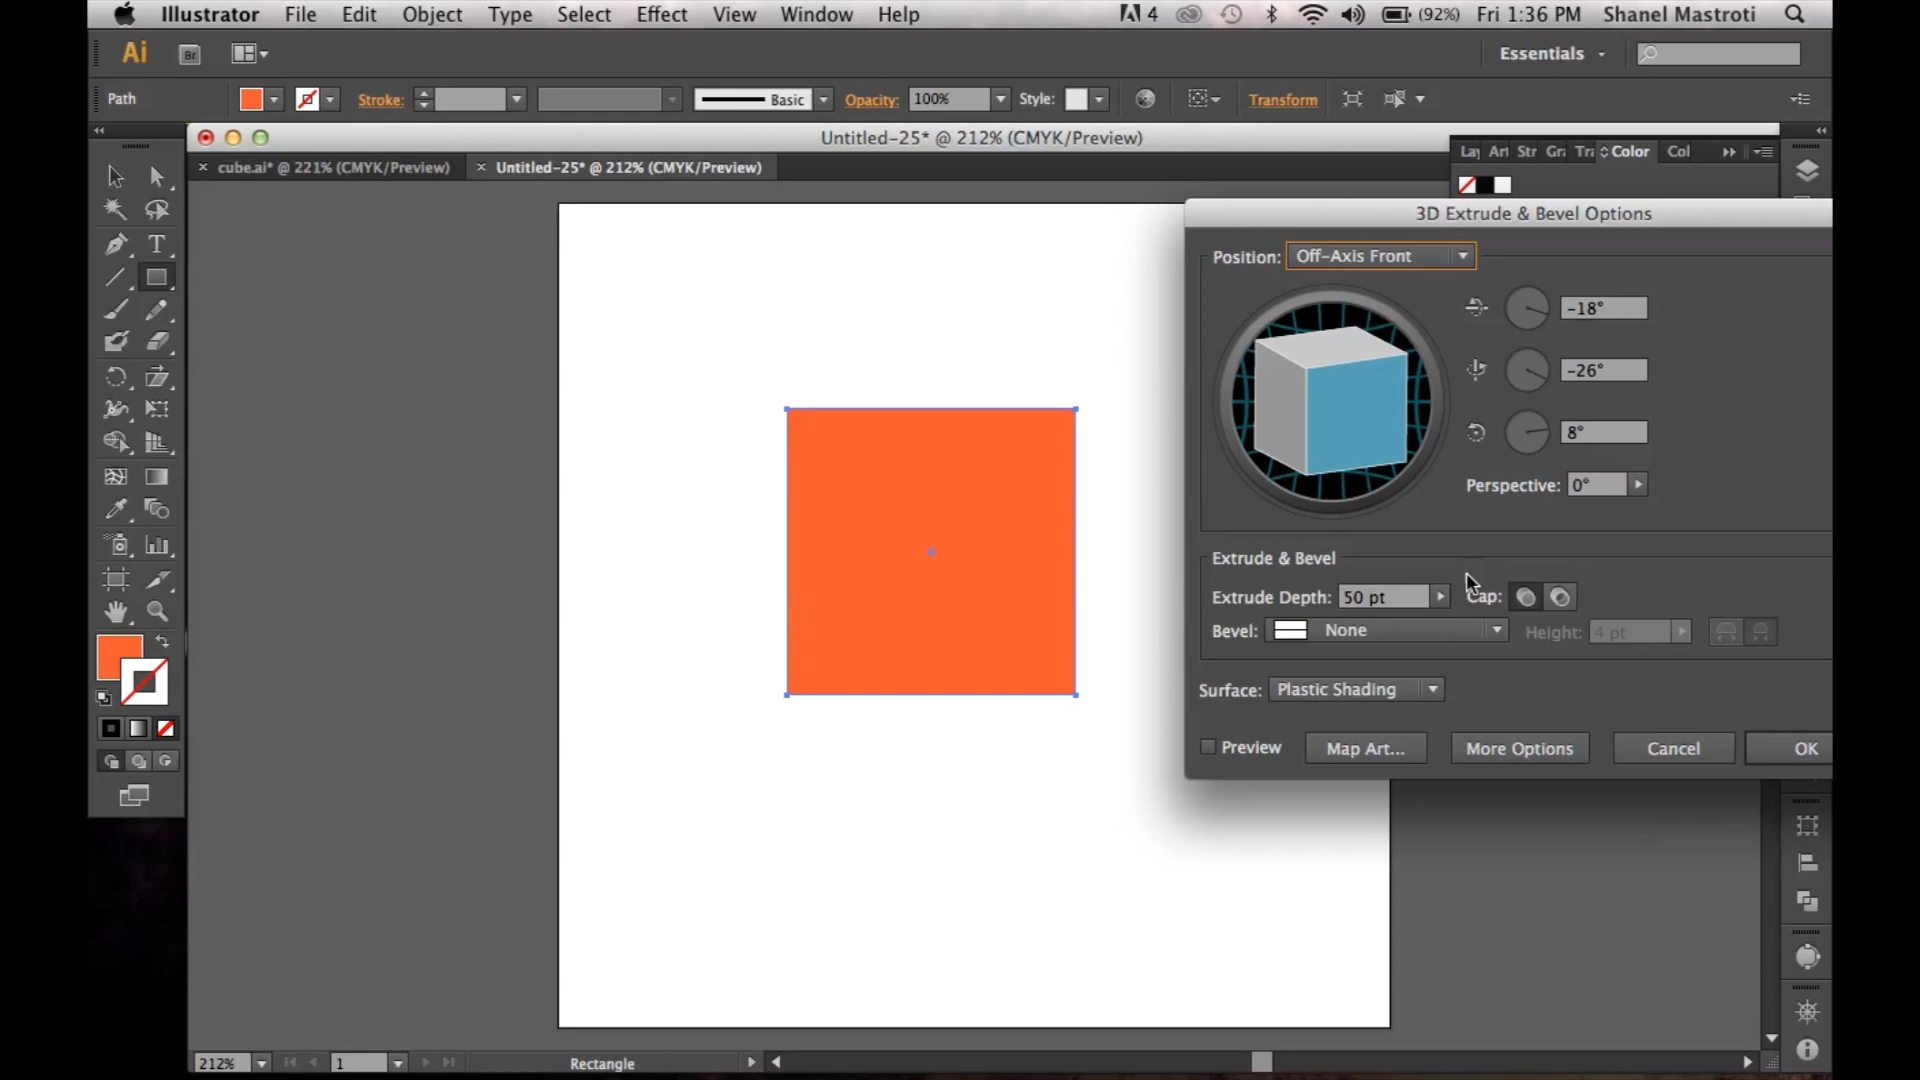 Illustrator File Edit Object Type Select Effect View Window Help 4 (92%) Fri 1:36 PM Shanel Mastroti
Ai Br Essentials
Path Stroke: Basic Opacity: 100% Style: Transform
Untitled-25* @ 212% (CMYK/Preview)
cube.ai* @ 221% (CMYK/Preview) Untitled-25* @ 212% (CMYK/Preview)
Lay Art Str Gra Tra Color Col
3D Extrude & Bevel Options
Position: Off-Axis Front
-18°
-26°
8°
Perspective: 0°
Extrude & Bevel
Extrude Depth: 50 pt Cap:
Bevel: None Height: 4 pt
Surface: Plastic Shading
Preview Map Art... More Options Cancel OK
212% 1 Rectangle